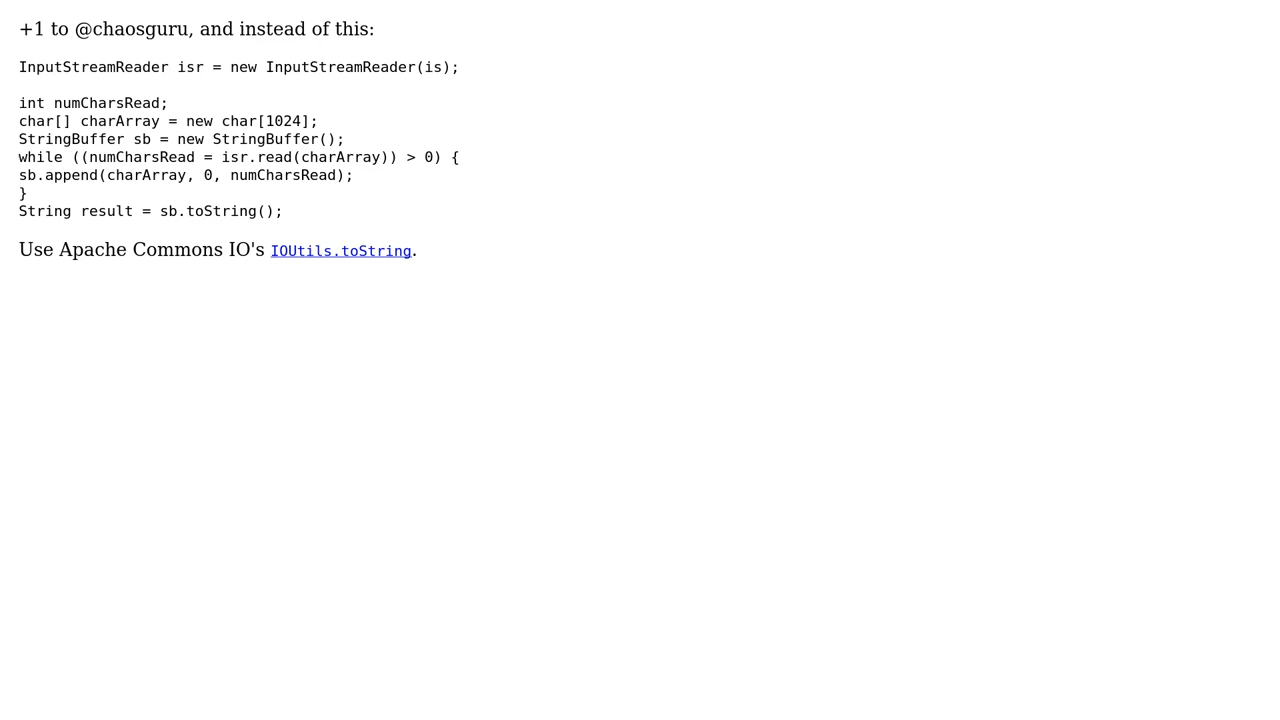 +1 to @chaosguru, and instead of this:
InputStreamReader isr = new InputStreamReader(is);
int numCharsRead;
char[] charArray = new char[1024];
StringBuffer sb = new StringBuffer();
while ((numCharsRead = isr.read(charArray)) > 0) {
sb.append(charArray, 0, numCharsRead);
}
String result = sb.toString();
Use Apache Commons IO's IOUtils.toString.